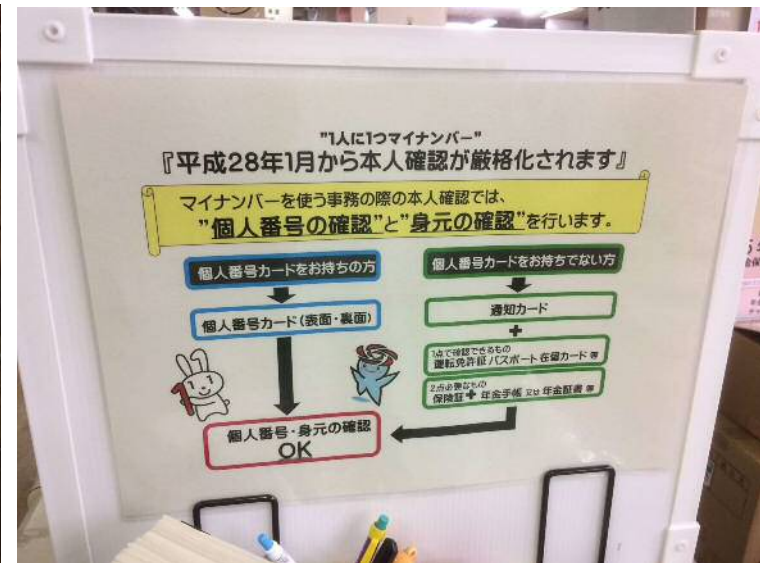 "1人に1つマイナンバー"
『平成28年1月から本人確認が厳格化されます』
マイナンバーを使う事務の際の本人確認では、
"個人番号の確認"と"身元の確認"を行います。
個人番号カードをお持ちの方
個人番号カード(表面・裏面)
個人番号カードをお持ちでない方
通知カード
+
1点で確認できるもの
運転免許証 パスポート 在留カード 等
2点必要なもの
保険証+年金手帳 又は 年金証書 等
1
個人番号・身元の確認
OK